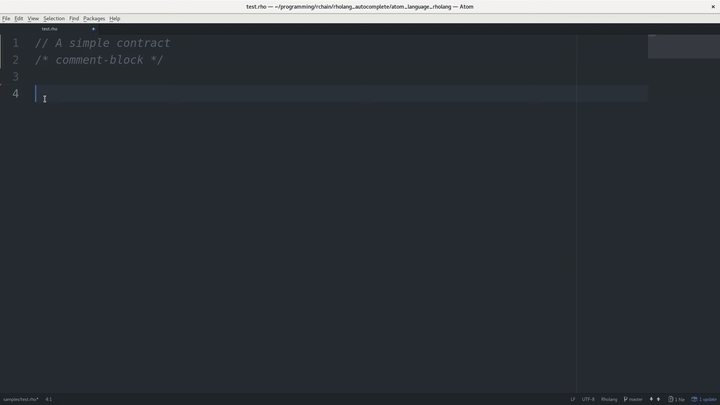 test.rho — ~/programming/rchain/rholang_autocomplete/atom_language_rholang — Atom
File Edit View Selection Find Packages Help
test.rho
1 // A simple contract
2 /* comment-block */
3
4
samples/test.rho* 4:1 LF UTF-8 Rholang master 1 file 1 update